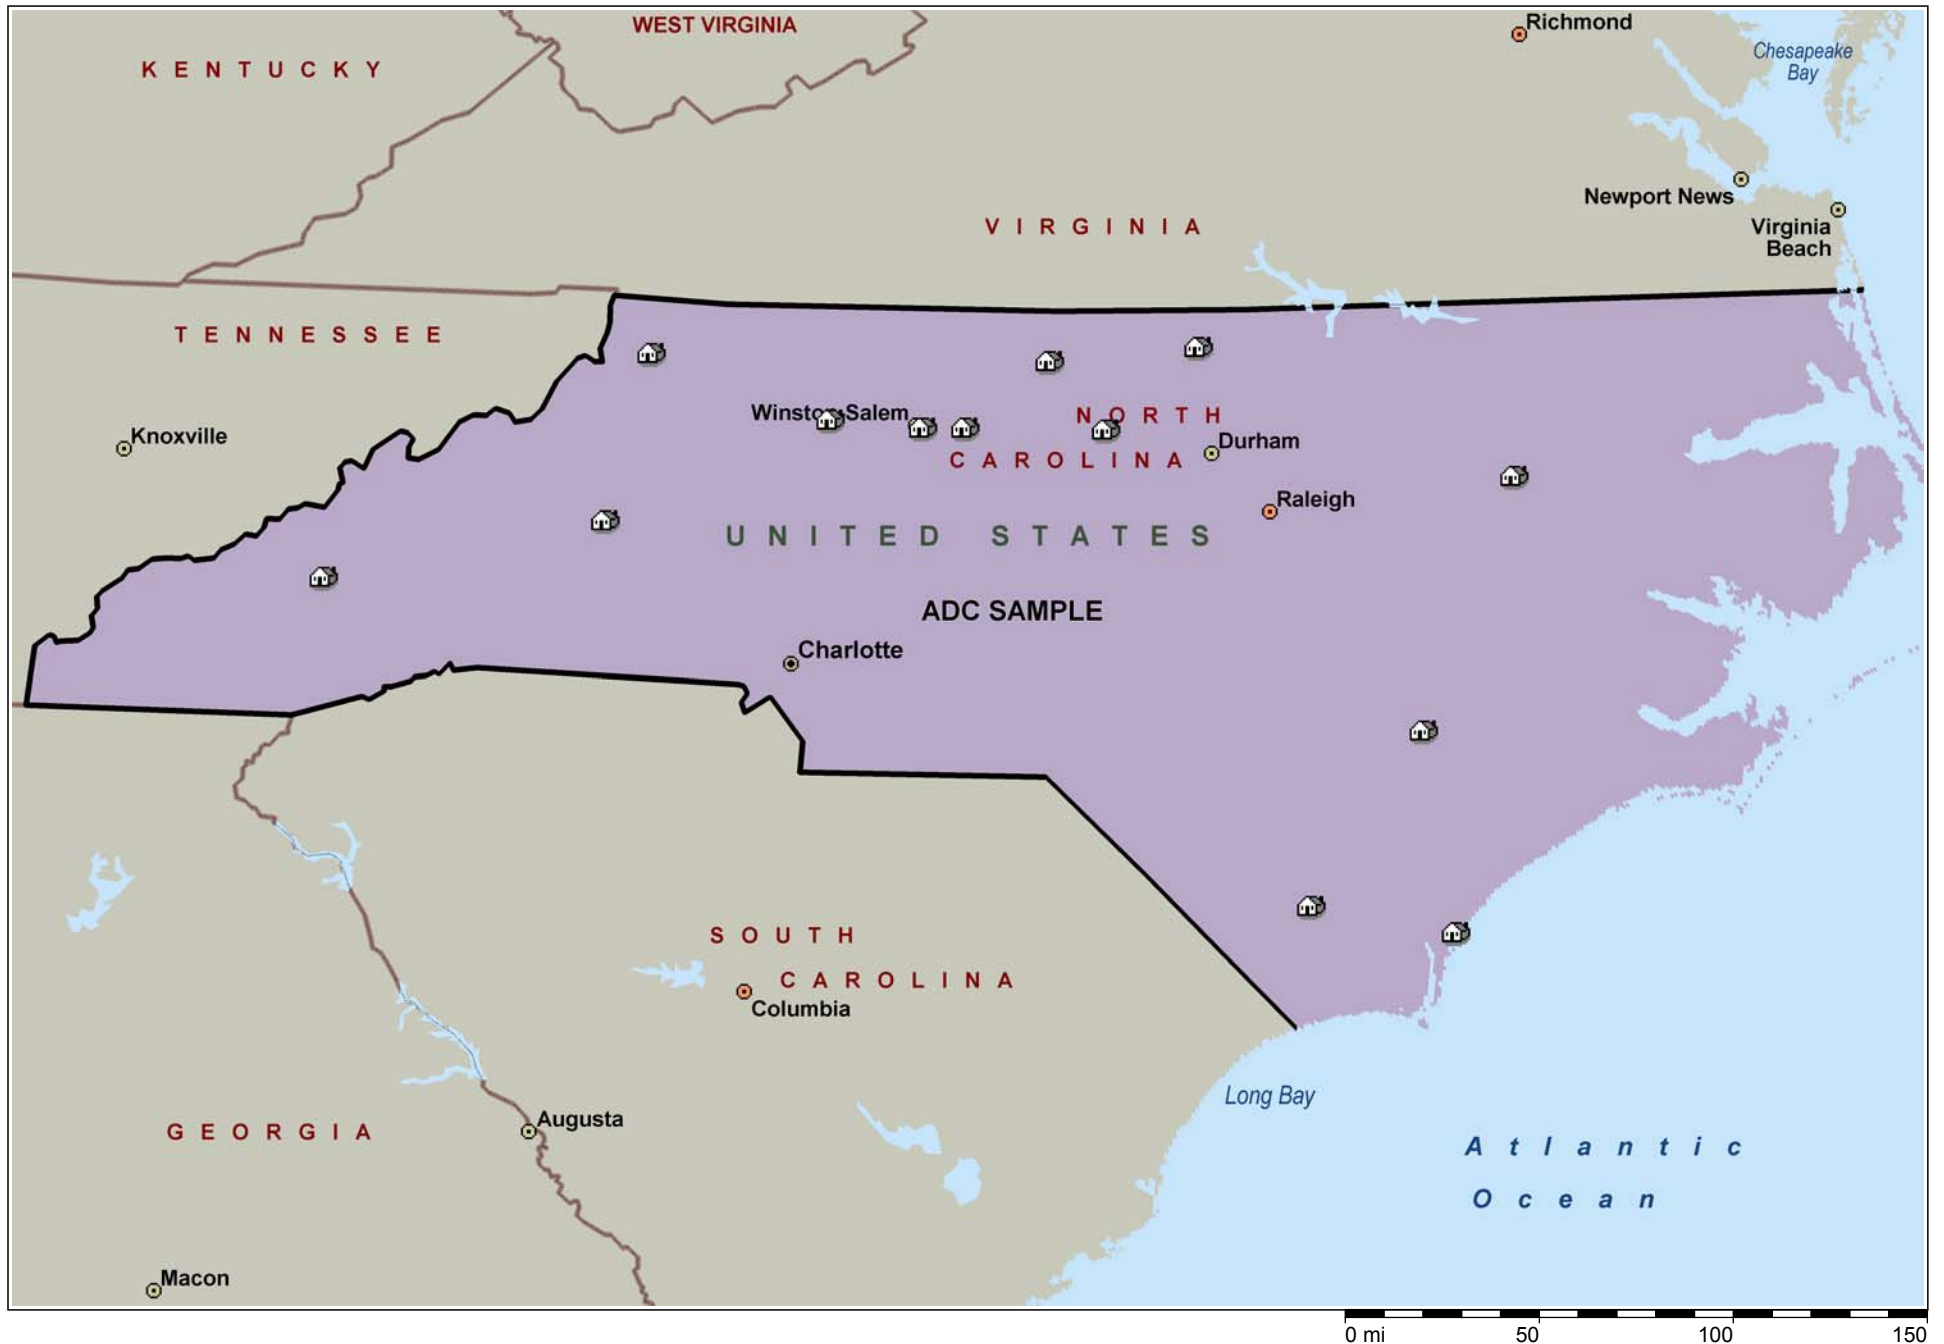 WEST VIRGINIA
Richmond
KENTUCKY
Chesapeake
Bay
Newport News
VIRGINIA
Virginia
Beach
TENNESSEE
Winston-Salem
NORTH
Knoxville
Durham
CAROLINA
Raleigh
UNITED STATES
ADC SAMPLE
Charlotte
SOUTH
CAROLINA
Columbia
Long Bay
Augusta
GEORGIA
Atlantic
Ocean
Macon
0 mi 50 100 150